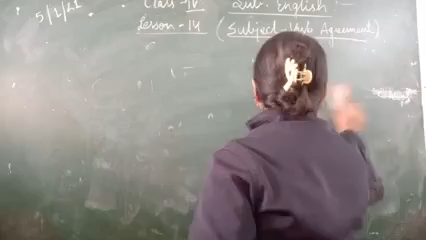 5/1/21
Class - IV Sub. English :-
Lesson - 14 (Subject Verb Agreement)